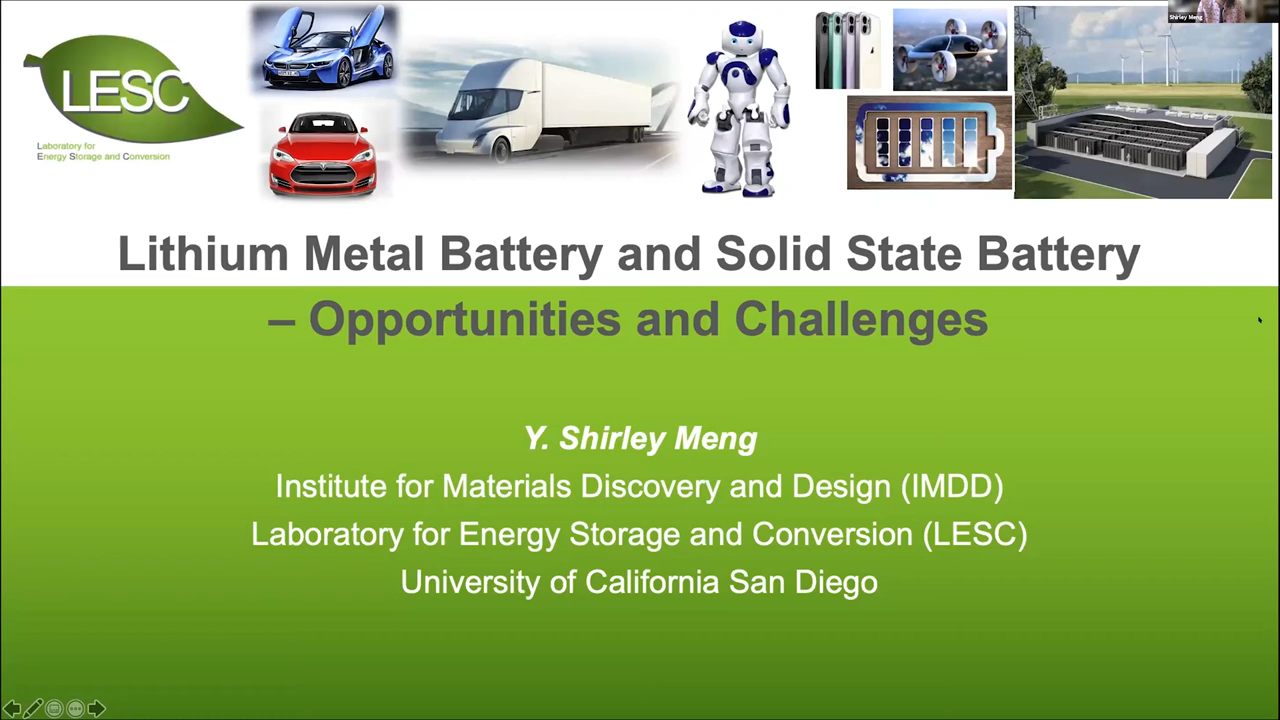 LESC
Laboratory for
Energy Storage and Conversion
Shirley Meng
Lithium Metal Battery and Solid State Battery
– Opportunities and Challenges
Y. Shirley Meng
Institute for Materials Discovery and Design (IMDD)
Laboratory for Energy Storage and Conversion (LESC)
University of California San Diego